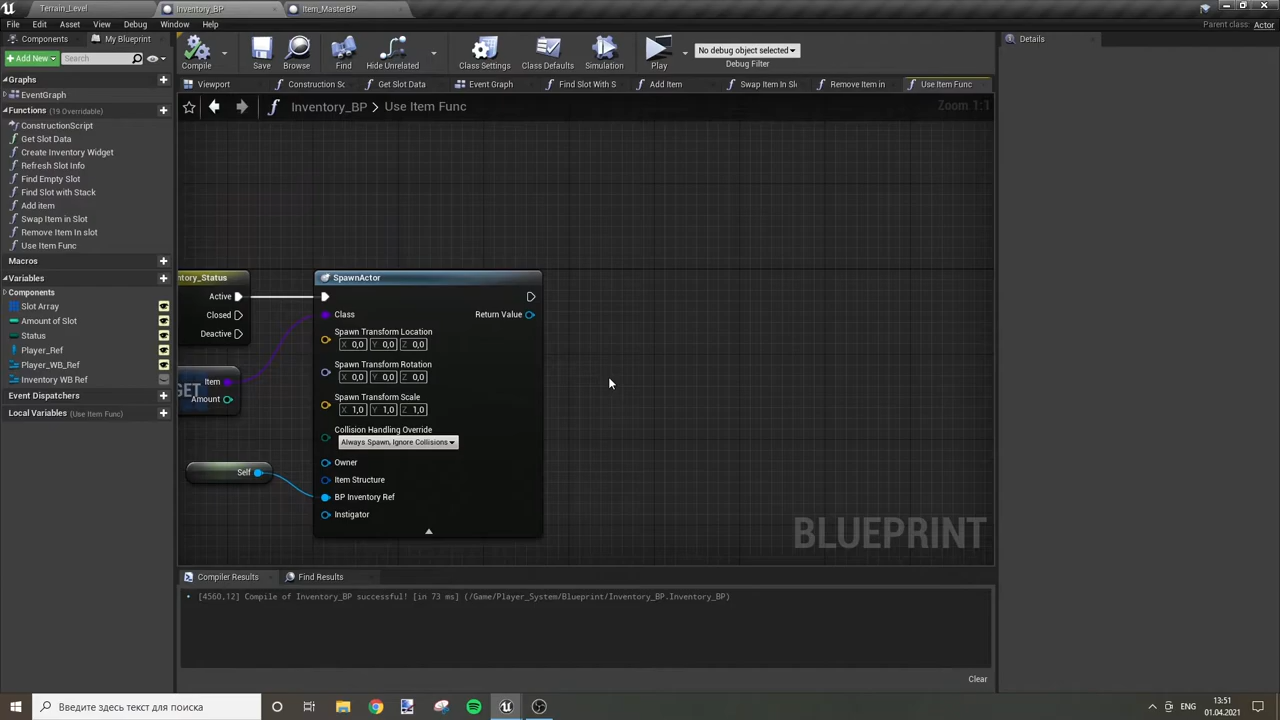 Terrain_Level
Inventory_BP
Item_MasterBP
File
Edit
Asset
View
Debug
Window
Help
Parent class: Actor
Components
My Blueprint
Add New
Search
Compile
Save
Browse
Find
Hide Unrelated
Class Settings
Class Defaults
Simulation
Play
No debug object selected
Debug Filter
Details
Viewport
Construction Sc
Get Slot Data
Event Graph
Find Slot With S
Add Item
Swap Item In Slo
Remove Item in
Use Item Func
Inventory_BP > Use Item Func
Zoom 1:1
Graphs
EventGraph
Functions (19 Overridable)
ConstructionScript
Get Slot Data
Create Inventory Widget
Refresh Slot Info
Find Empty Slot
Find Slot with Stack
Add item
Swap Item in Slot
Remove Item In slot
Use Item Func
Macros
Variables
Components
Slot Array
Amount of Slot
Status
Player_Ref
Player_WB_Ref
Inventory WB Ref
Event Dispatchers
Local Variables (Use Item Func)
ntory_Status
Active
Closed
Deactive
GET
Item
Amount
Self
SpawnActor
Class
Return Value
Spawn Transform Location
X 0,0 Y 0,0 Z 0,0
Spawn Transform Rotation
X 0,0 Y 0,0 Z 0,0
Spawn Transform Scale
X 1,0 Y 1,0 Z 1,0
Collision Handling Override
Always Spawn, Ignore Collisions
Owner
Item Structure
BP Inventory Ref
Instigator
BLUEPRINT
Compiler Results
Find Results
• [4560,12] Compile of Inventory_BP successful! [in 73 ms] (/Game/Player_System/Blueprint/Inventory_BP.Inventory_BP)
Clear
Введите здесь текст для поиска
ENG
13:51
01.04.2021